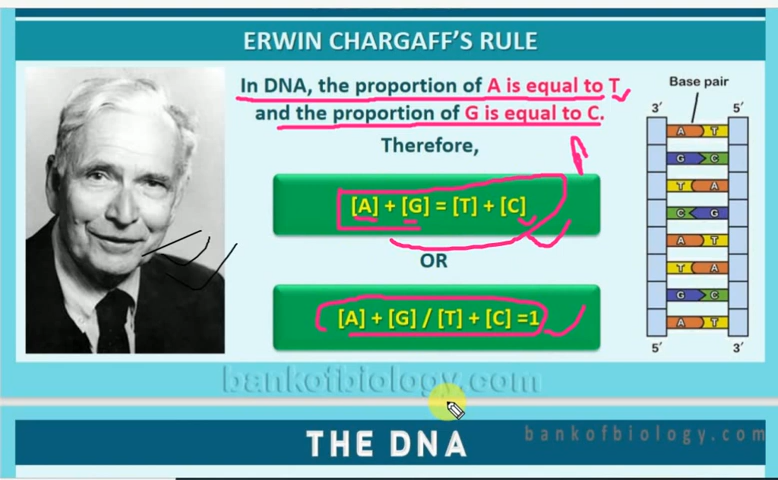 ERWIN CHARGAFF'S RULE
In DNA, the proportion of A is equal to T,
and the proportion of G is equal to C.
Therefore,
[A] + [G] = [T] + [C]
OR
[A] + [G] / [T] + [C] =1
Base pair
3' 5'
A T
G C
T A
C G
A T
T A
G C
A T
5' 3'
bankofbiology.com
THE DNA
bankofbiology.com